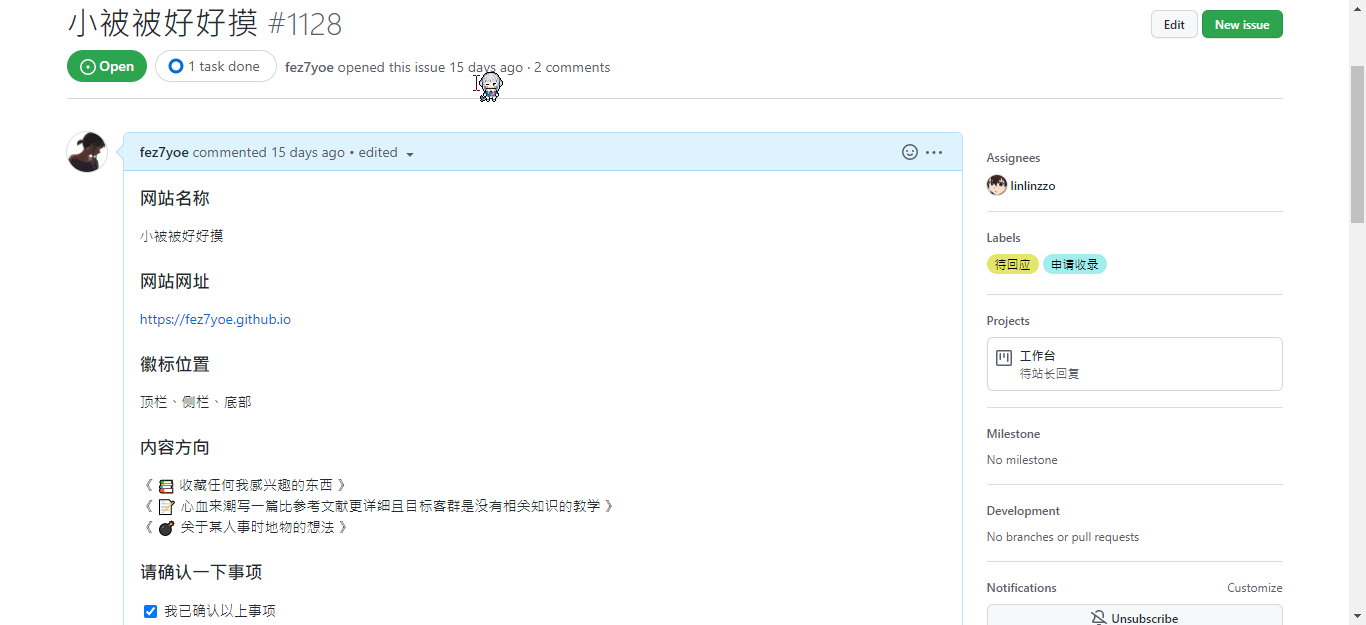 小被被好好摸 #1128
Edit
New issue
Open
1 task done
fez7yoe opened this issue 15 days ago · 2 comments
fez7yoe commented 15 days ago • edited
网站名称
小被被好好摸
网站网址
https://fez7yoe.github.io
徽标位置
顶栏、侧栏、底部
内容方向
《 📚 收藏任何我感兴趣的东西 》
《 📝 心血来潮写一篇比参考文献更详细且目标客群是没有相关知识的教学 》
《 💣 关于某人事时地物的想法 》
请确认一下事项
我已确认以上事项
Assignees
linlinzzo
Labels
待回应
申请收录
Projects
工作台
待站长回复
Milestone
No milestone
Development
No branches or pull requests
Notifications
Customize
Unsubscribe